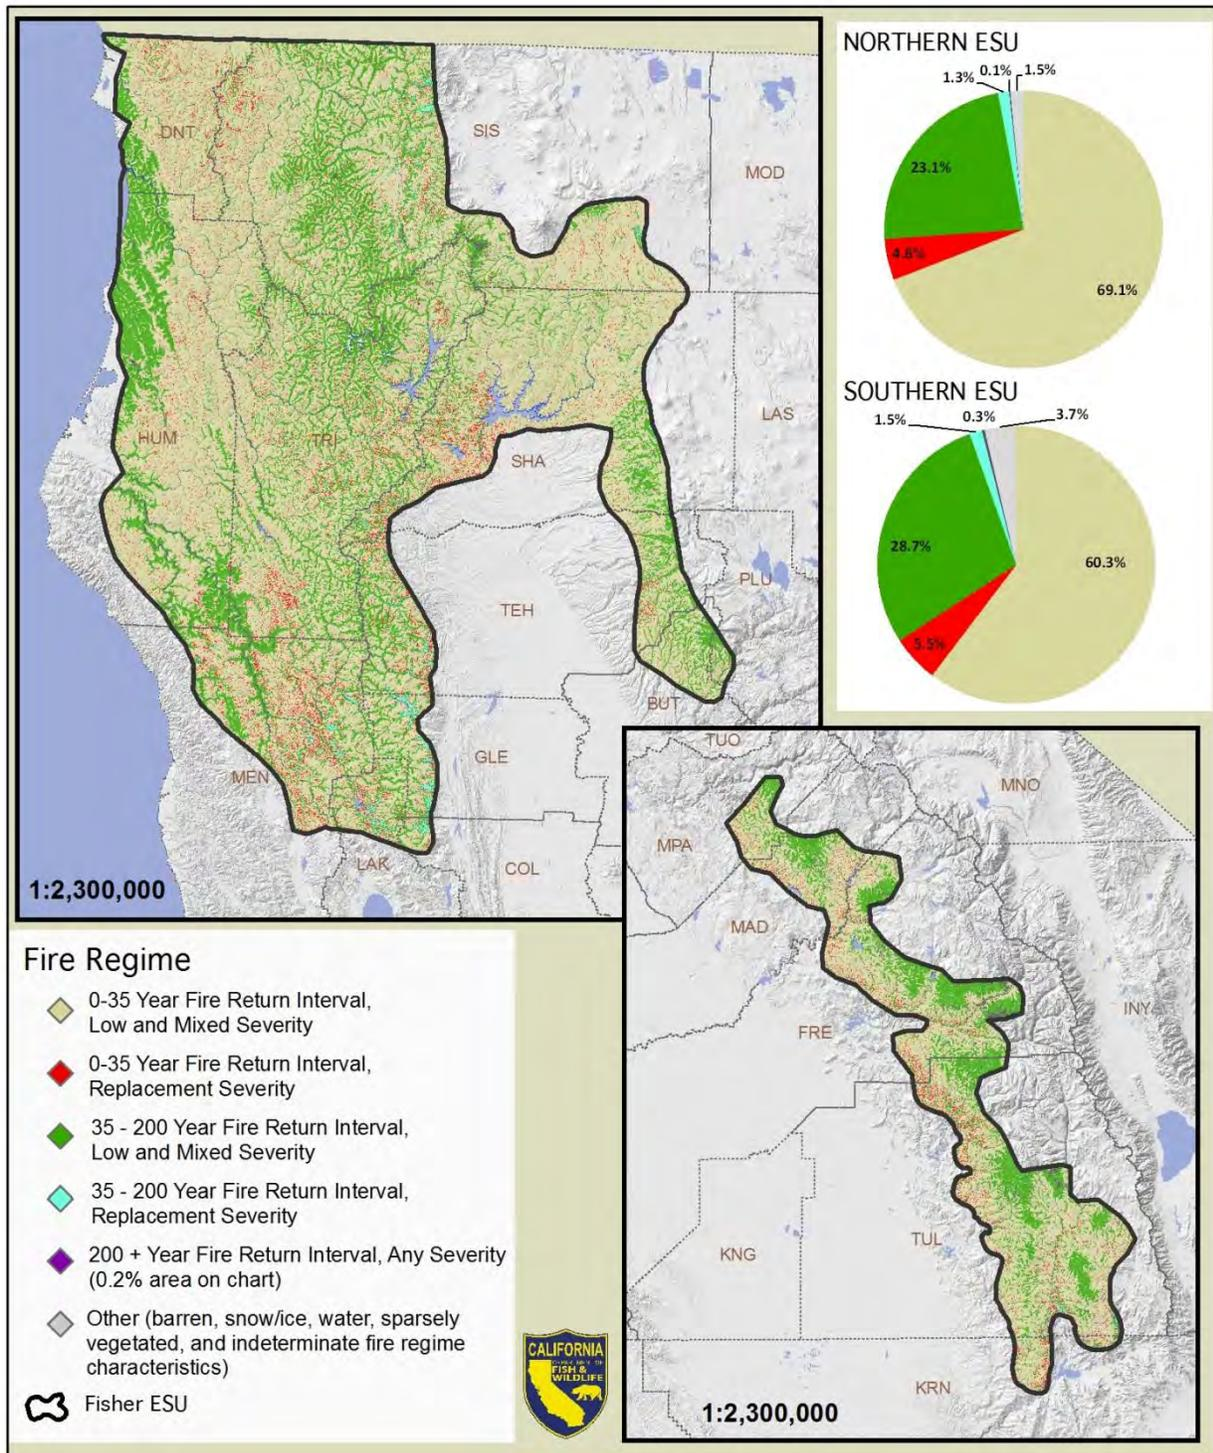 DNT
SIS
MOD
HUM
TRI
SHA
LAS
TEH
PLU
BUT
GLE
MEN
LAK
COL
1:2,300,000
NORTHERN ESU
1.3%
0.1%
1.5%
23.1%
4.8%
69.1%
SOUTHERN ESU
1.5%
0.3%
3.7%
28.7%
5.5%
60.3%
TUO
MNO
MPA
MAD
FRE
INY
KNG
TUL
KRN
1:2,300,000
Fire Regime
0-35 Year Fire Return Interval,
Low and Mixed Severity
0-35 Year Fire Return Interval,
Replacement Severity
35 - 200 Year Fire Return Interval,
Low and Mixed Severity
35 - 200 Year Fire Return Interval,
Replacement Severity
200 + Year Fire Return Interval, Any Severity
(0.2% area on chart)
Other (barren, snow/ice, water, sparsely
vegetated, and indeterminate fire regime
characteristics)
Fisher ESU
CALIFORNIA
FISH &
WILDLIFE